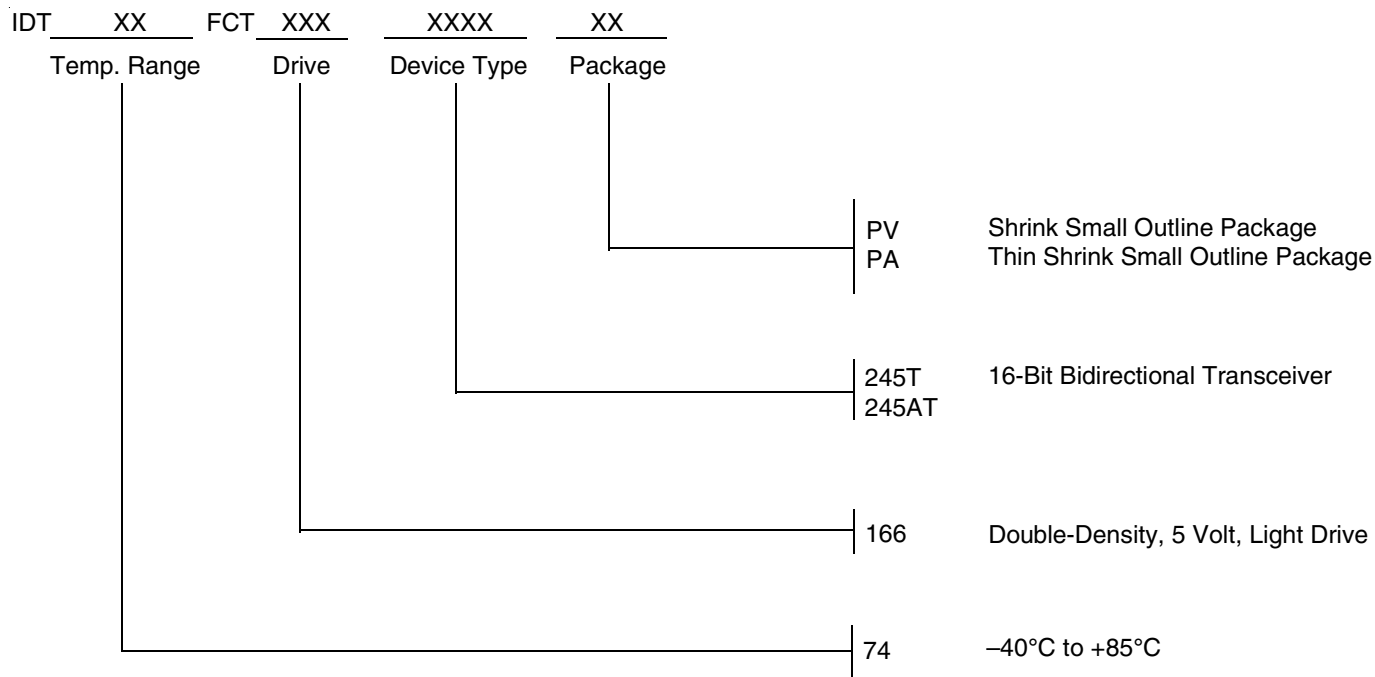 IDT XX FCT XXX XXXX XX
Temp. Range Drive Device Type Package
PV Shrink Small Outline Package
PA Thin Shrink Small Outline Package
245T 16-Bit Bidirectional Transceiver
245AT
166 Double-Density, 5 Volt, Light Drive
74 –40°C to +85°C